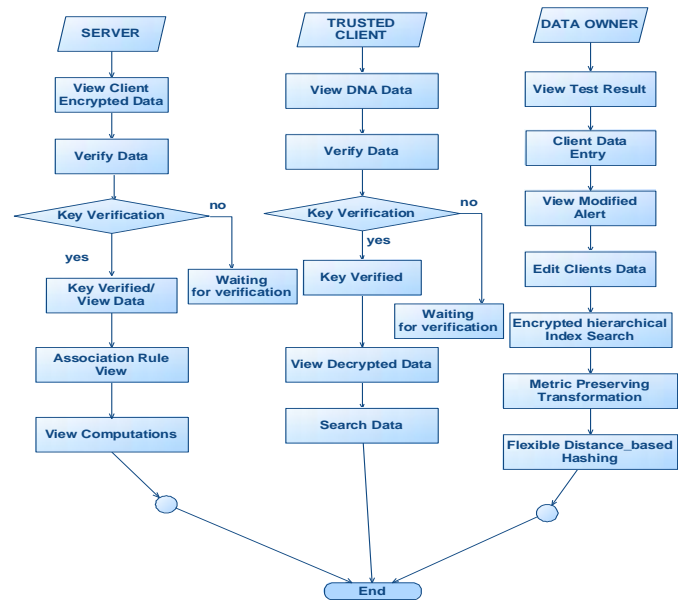 SERVER
View Client
Encrypted Data
Verify Data
Key Verification
no
yes
Waiting
for verification
Key Verified/
View Data
Association Rule
View
View Computations
TRUSTED
CLIENT
View DNA Data
Verify Data
Key Verification
no
yes
Key Verified
Waiting
for verification
View Decrypted Data
Search Data
DATA OWNER
View Test Result
Client Data
Entry
View Modified
Alert
Edit Clients Data
Encrypted hierarchical
Index Search
Metric Preserving
Transformation
Flexible Distance_based
Hashing
End